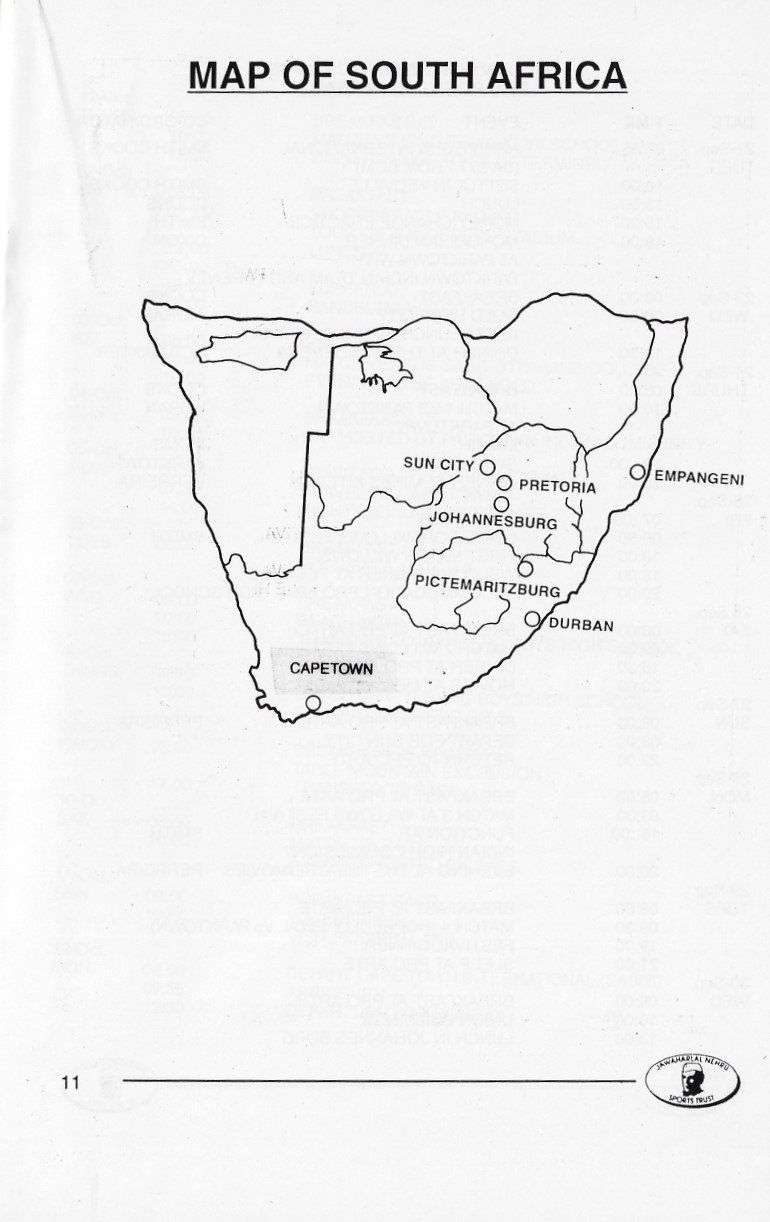 MAP OF SOUTH AFRICA
SUN CITY
PRETORIA
EMPANGENI
JOHANNESBURG
PICTEMARITZBURG
DURBAN
CAPETOWN
11
JAWAHARLAL NEHRU
SPORTS TRUST